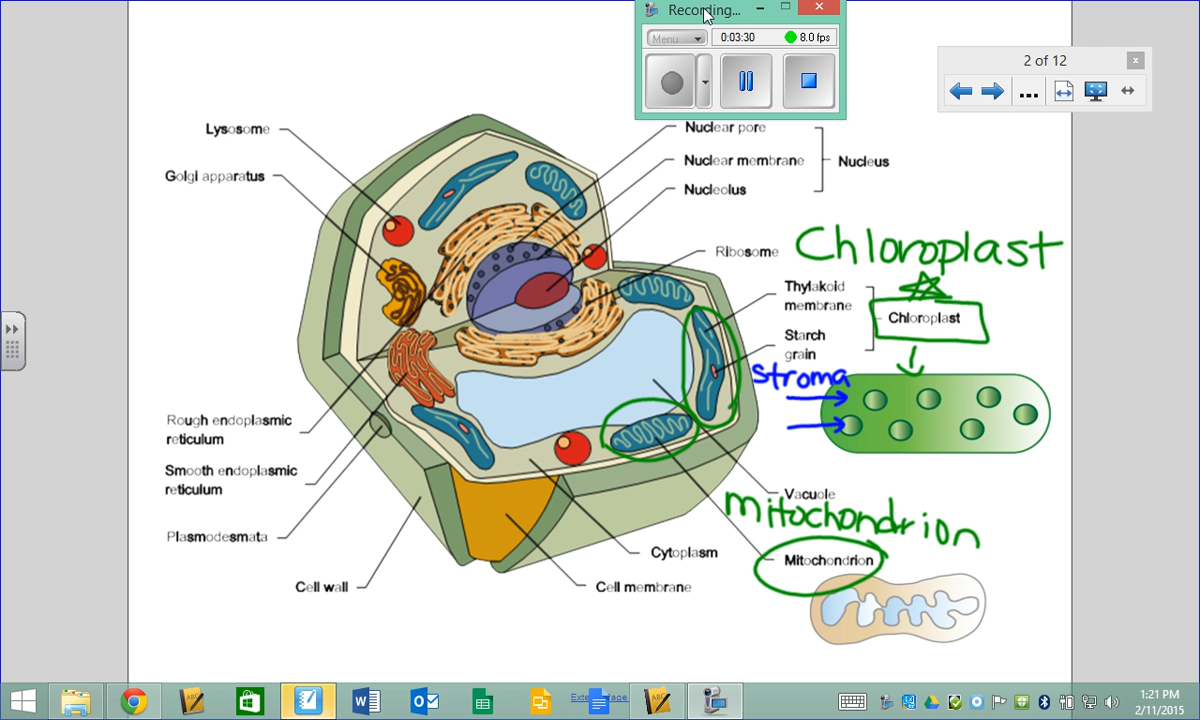 Recording...
Menu
0:03:30
8.0 fps
2 of 12
Lysosome
Golgi apparatus
Nuclear pore
Nuclear membrane
Nucleolus
Nucleus
Ribosome
Chloroplast
Thylakoid
membrane
Chloroplast
Starch
grain
Stroma
Rough endoplasmic
reticulum
Smooth endoplasmic
reticulum
Plasmodesmata
Cell wall
Vacuole
mitochondrion
Cytoplasm
Mitochondrion
Cell membrane
1:21 PM
2/11/2015